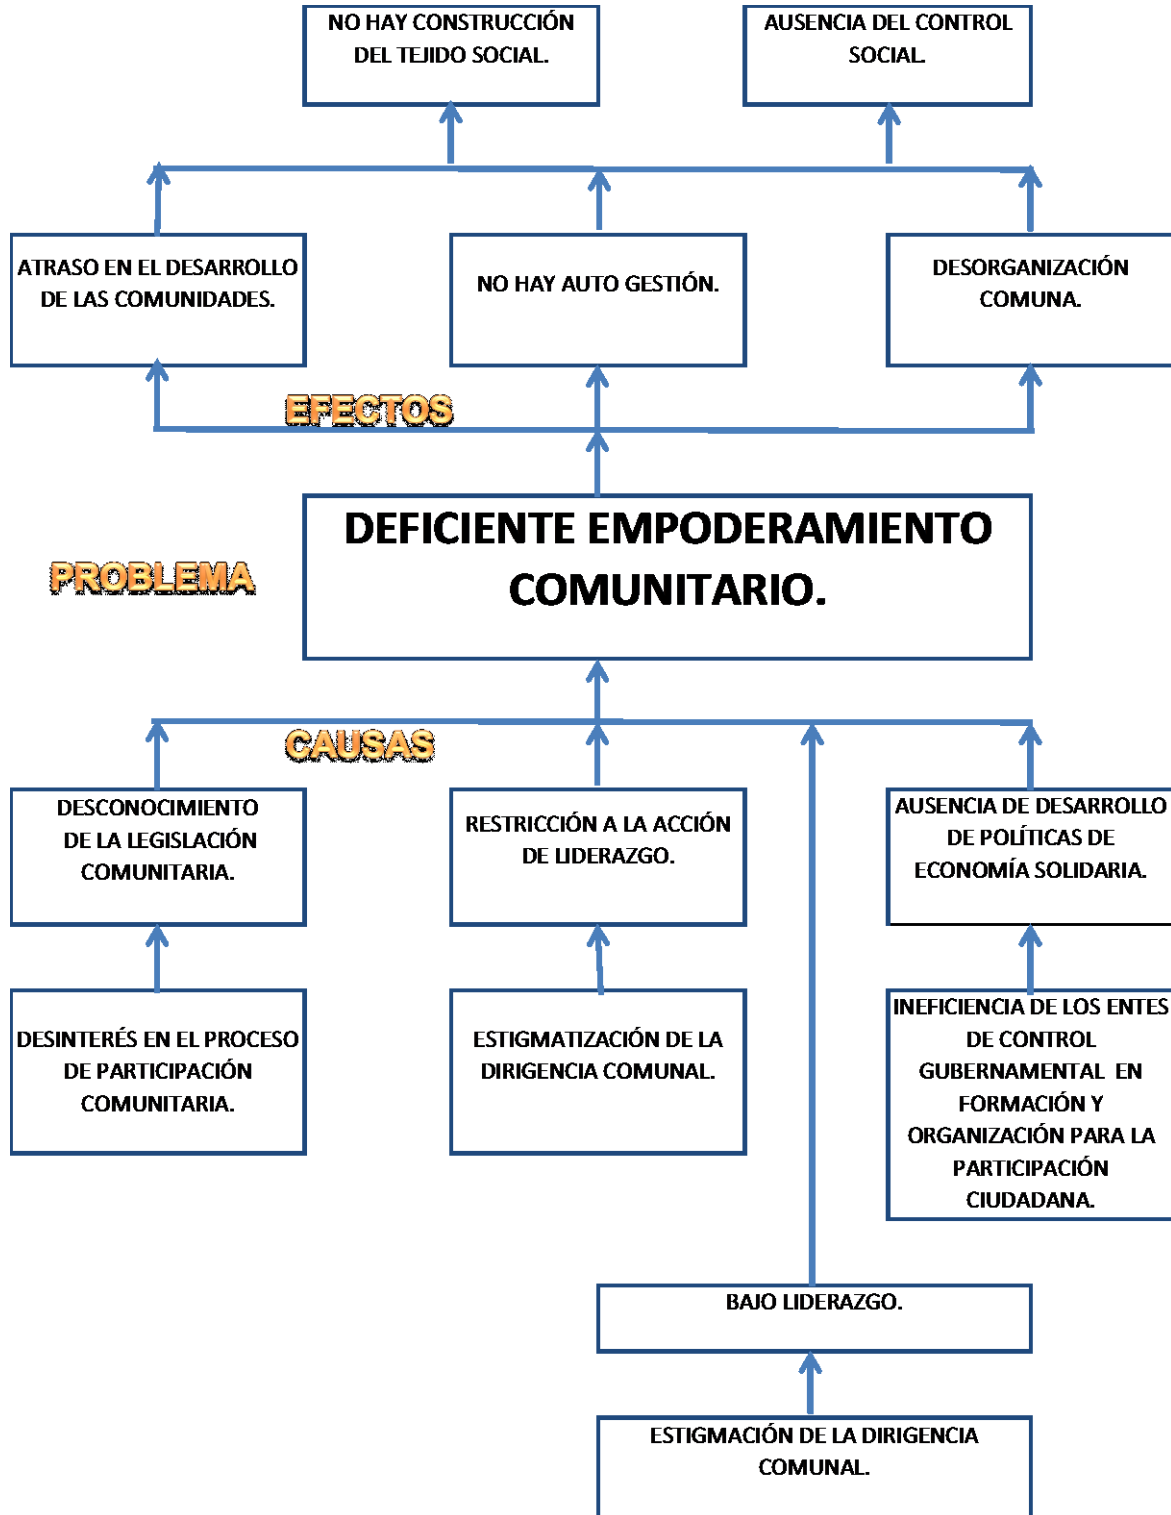 NO HAY CONSTRUCCIÓN
DEL TEJIDO SOCIAL.
AUSENCIA DEL CONTROL
SOCIAL.
ATRASO EN EL DESARROLLO
DE LAS COMUNIDADES.
NO HAY AUTO GESTIÓN.
DESORGANIZACIÓN
COMUNA.
EFECTOS
DEFICIENTE EMPODERAMIENTO
COMUNITARIO.
PROBLEMA
CAUSAS
DESCONOCIMIENTO
DE LA LEGISLACIÓN
COMUNITARIA.
RESTRICCIÓN A LA ACCIÓN
DE LIDERAZGO.
AUSENCIA DE DESARROLLO
DE POLÍTICAS DE
ECONOMÍA SOLIDARIA.
DESINTERÉS EN EL PROCESO
DE PARTICIPACIÓN
COMUNITARIA.
ESTIGMATIZACIÓN DE LA
DIRIGENCIA COMUNAL.
INEFICIENCIA DE LOS ENTES
DE CONTROL
GUBERNAMENTAL EN
FORMACIÓN Y
ORGANIZACIÓN PARA LA
PARTICIPACIÓN
CIUDADANA.
BAJO LIDERAZGO.
ESTIGMACIÓN DE LA DIRIGENCIA
COMUNAL.